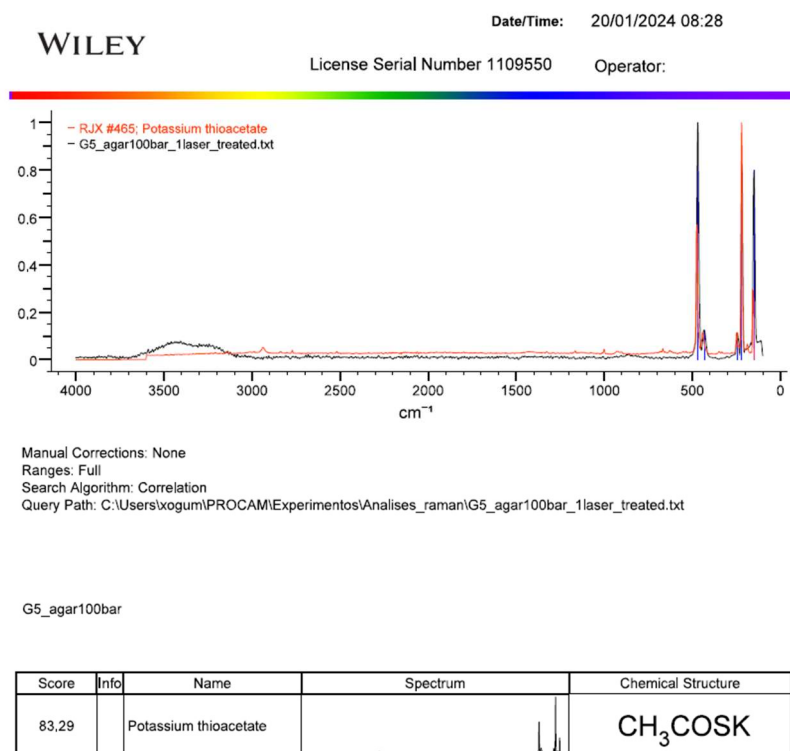 WILEY
Date/Time: 20/01/2024 08:28
License Serial Number 1109550 Operator:
RJX #465; Potassium thioacetate
G5_agar100bar_1laser_treated.txt
1
0.8
0.6
0.4
0.2
0
4000 3500 3000 2500 2000 1500 1000 500 0
cm⁻¹
Manual Corrections: None
Ranges: Full
Search Algorithm: Correlation
Query Path: C:\Users\xogum\PROCAM\Experimentos\Analises_raman\G5_agar100bar_1laser_treated.txt
G5_agar100bar
Score Info Name Spectrum Chemical Structure
83,29 Potassium thioacetate CH₃COSK